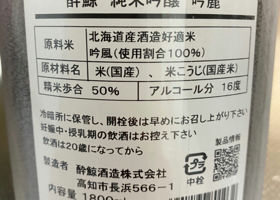 酔鯨 純米吟醸 吟麗
原料米 北海道産酒造好適米
吟風(使用割合100%)
原材料名 米(国産)、米こうじ(国産米)
精米歩合 50% アルコール分 16度
冷暗所に保管し、開栓後は早めにお召し上がり下さい
妊娠中・授乳期の飲酒はお控え下さい
飲酒は20歳になってから
製造者 酔鯨酒造株式会社
高知市長浜566-1
プラ
中栓
製品情報
1800